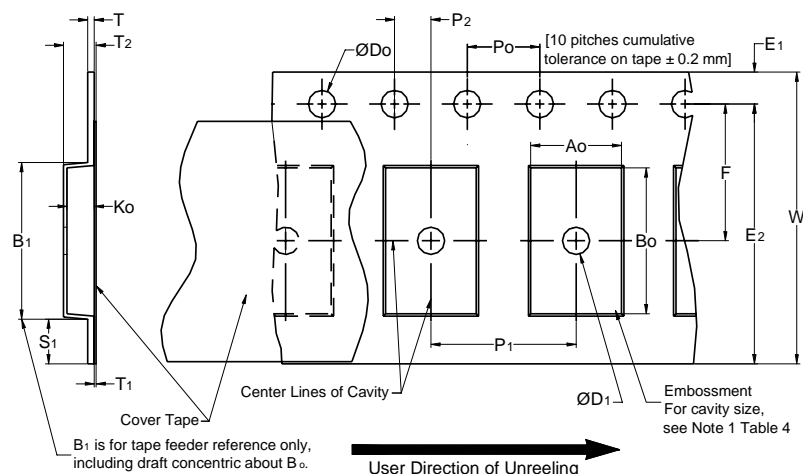 T
T2
P2
ØDo
Po
[10 pitches cumulative
tolerance on tape ± 0.2 mm]
E1
Ao
F
W
Ko
B1
Bo
E2
S1
P1
T1
Center Lines of Cavity
ØD1
Embossment
For cavity size,
see Note 1 Table 4
Cover Tape
B1 is for tape feeder reference only,
including draft concentric about Bo.
User Direction of Unreeling